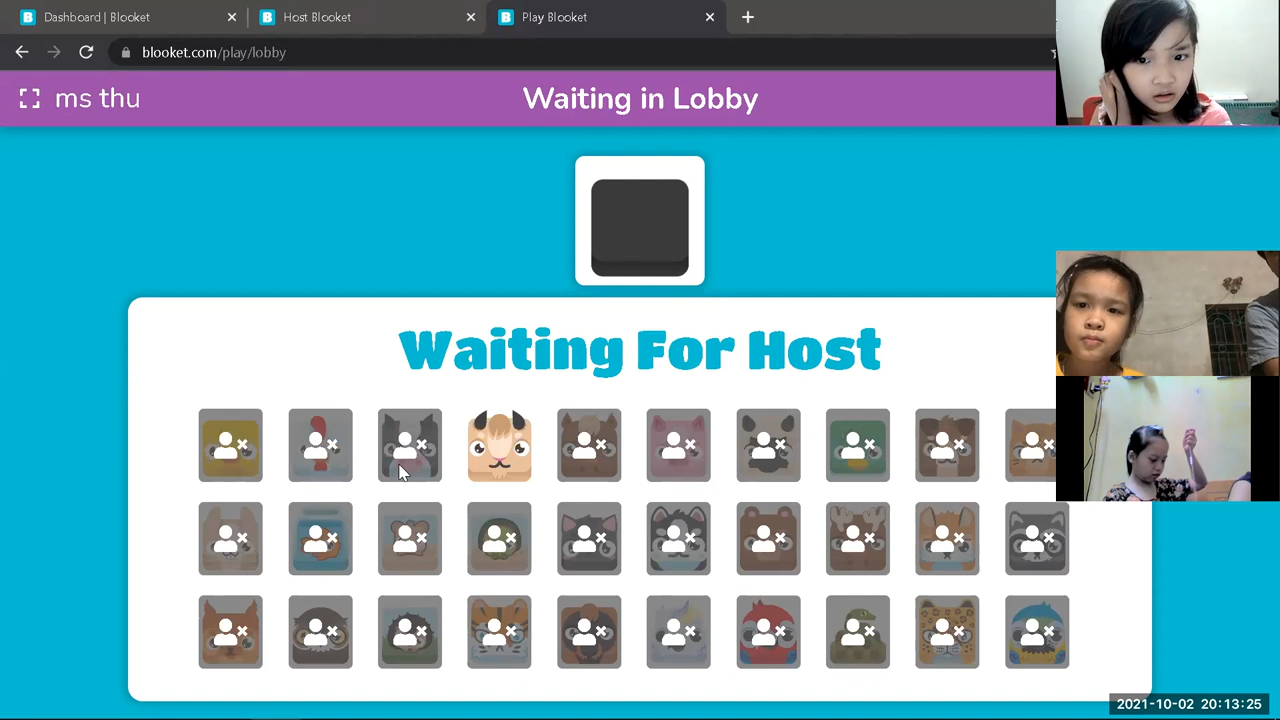 Dashboard | Blooket
Host Blooket
Play Blooket
blooket.com/play/lobby
ms thu
Waiting in Lobby
Waiting For Host
2021-10-02 20:13:25